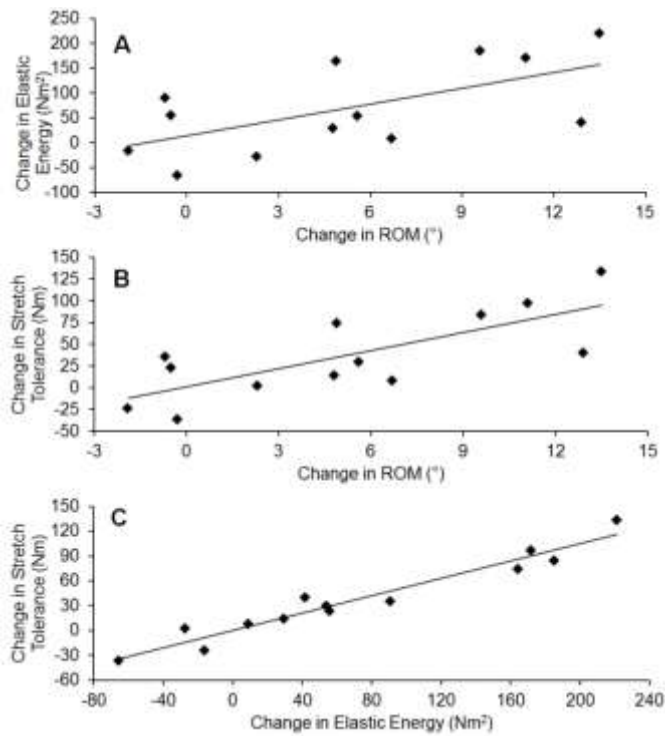 A
Change in Elastic
Energy (Nm²)
250
200
150
100
50
0
-50
-100
-3 0 3 6 9 12 15
Change in ROM (°)
B
Change in Stretch
Tolerance (Nm)
150
125
100
75
50
25
0
-25
-50
-3 0 3 6 9 12 15
Change in ROM (°)
C
Change in Stretch
Tolerance (Nm)
150
120
90
60
30
0
-30
-60
-80 -40 0 40 80 120 160 200 240
Change in Elastic Energy (Nm²)